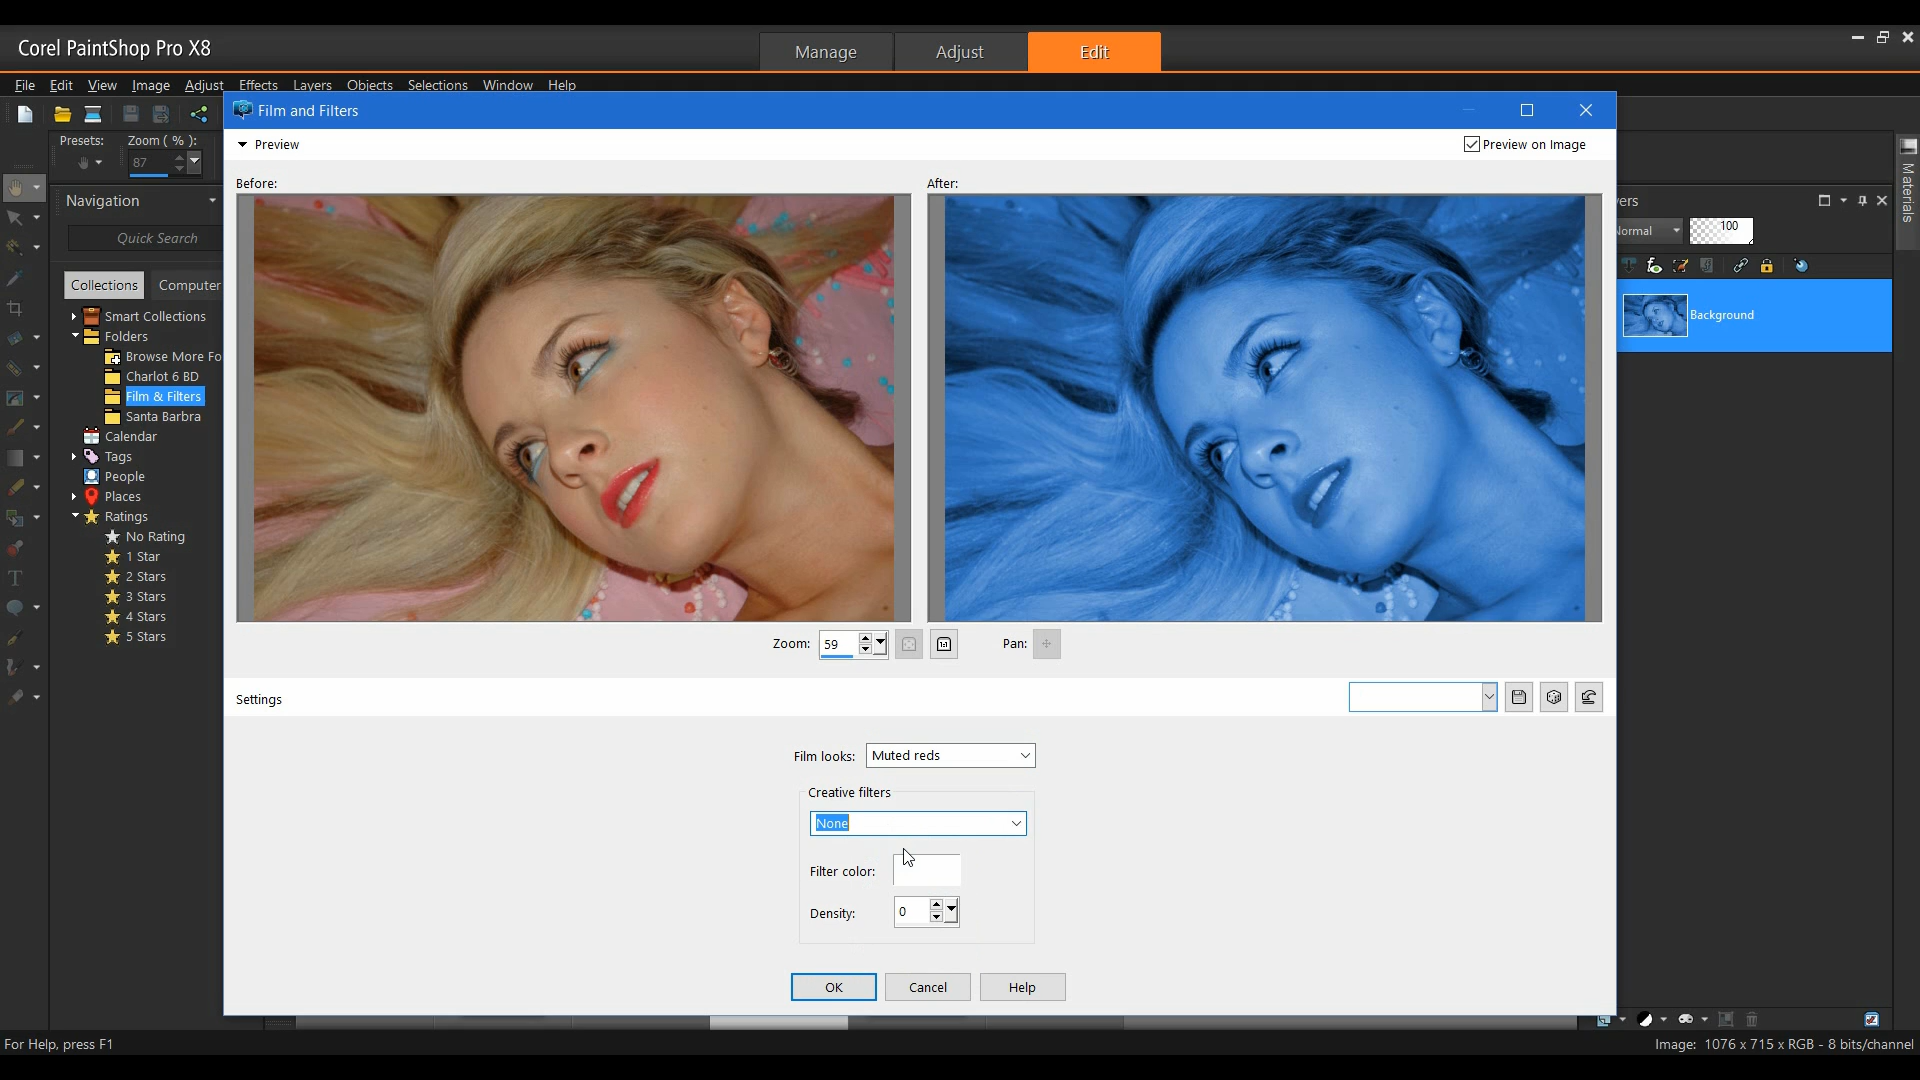 Corel PaintShop Pro X8
Manage
Adjust
Edit
File Edit View Image Adjust Effects Layers Objects Selections Window Help
Film and Filters
Presets: Zoom ( % ):
87
Preview
Preview on Image
Navigation
Quick Search
Collections
Computer
Smart Collections
Folders
Browse More Fo
Charlot 6 BD
Film & Filters
Santa Barbra
Calendar
Tags
People
Places
Ratings
No Rating
1 Star
2 Stars
3 Stars
4 Stars
5 Stars
Before:
After:
Zoom: 59
1:1
Pan:
Settings
Film looks: Muted reds
Creative filters
None
Filter color:
Density: 0
OK
Cancel
Help
yers
Normal
100
Background
Materials
For Help, press F1
Image: 1076 x 715 x RGB - 8 bits/channel